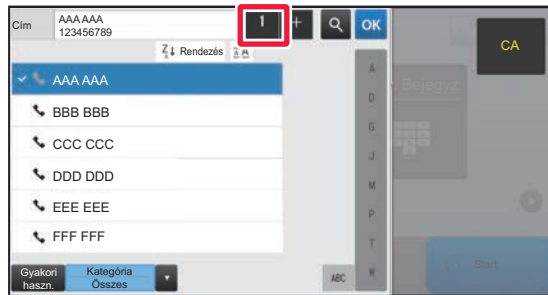 Cím
AAA AAA
123456789
1
+
OK
CA
Z↓ Rendezés
AAA AAA
BBB BBB
CCC CCC
DDD DDD
EEE EEE
FFF FFF
A
D
G
J
M
P
T
W
Bejegyz
Start
Gyakori
haszn.
Kategória
Összes
ABC